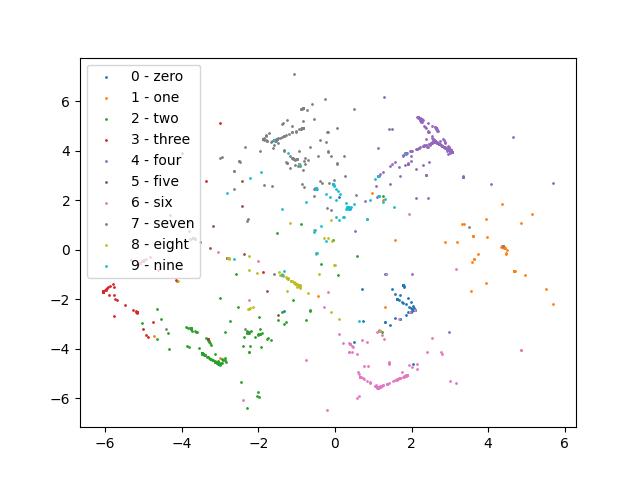 0 - zero
1 - one
2 - two
3 - three
4 - four
5 - five
6 - six
7 - seven
8 - eight
9 - nine
6
4
2
0
−2
−4
−6
−6
−4
−2
0
2
4
6